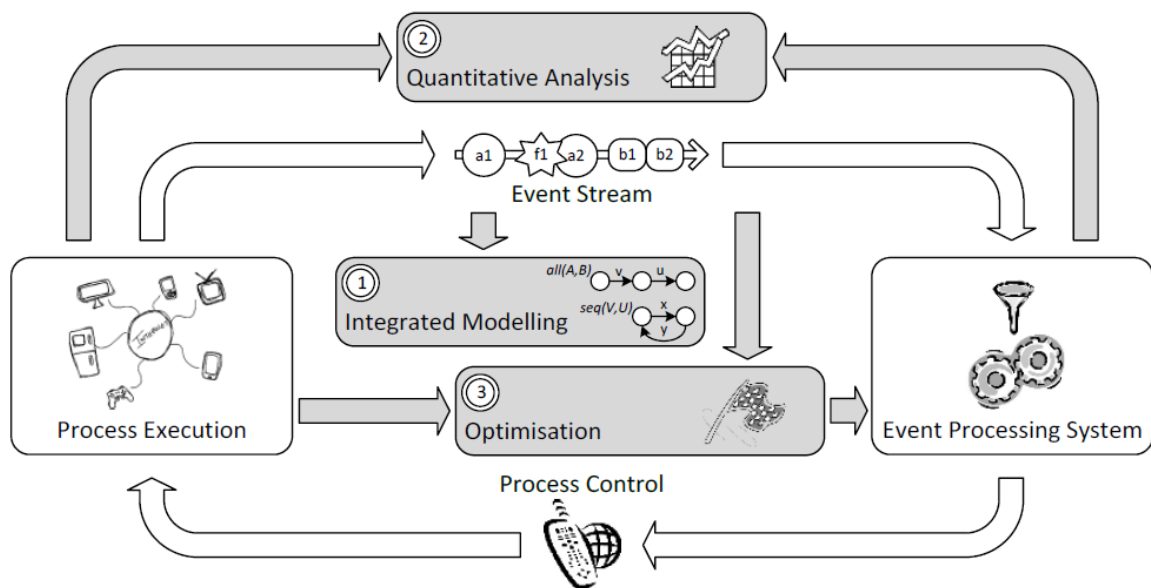 2
Quantitative Analysis
a1 f1 a2 b1 b2
Event Stream
1
all(A,B) v u
Integrated Modelling
seq(V,U) x
y
Internet
Process Execution
3
Optimisation
Event Processing System
Process Control